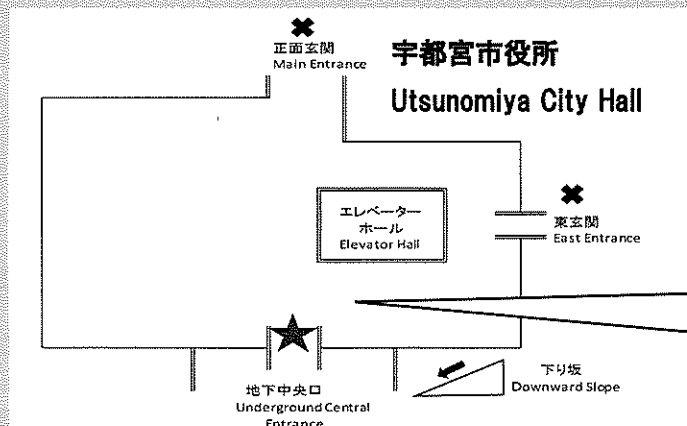 ✖
正面玄関
Main Entrance
宇都宮市役所
Utsunomiya City Hall
エレベーター
ホール
Elevator Hall
✖
東玄関
East Entrance
★
地下中央口
Underground Central
Entrance
下り坂
Downward Slope